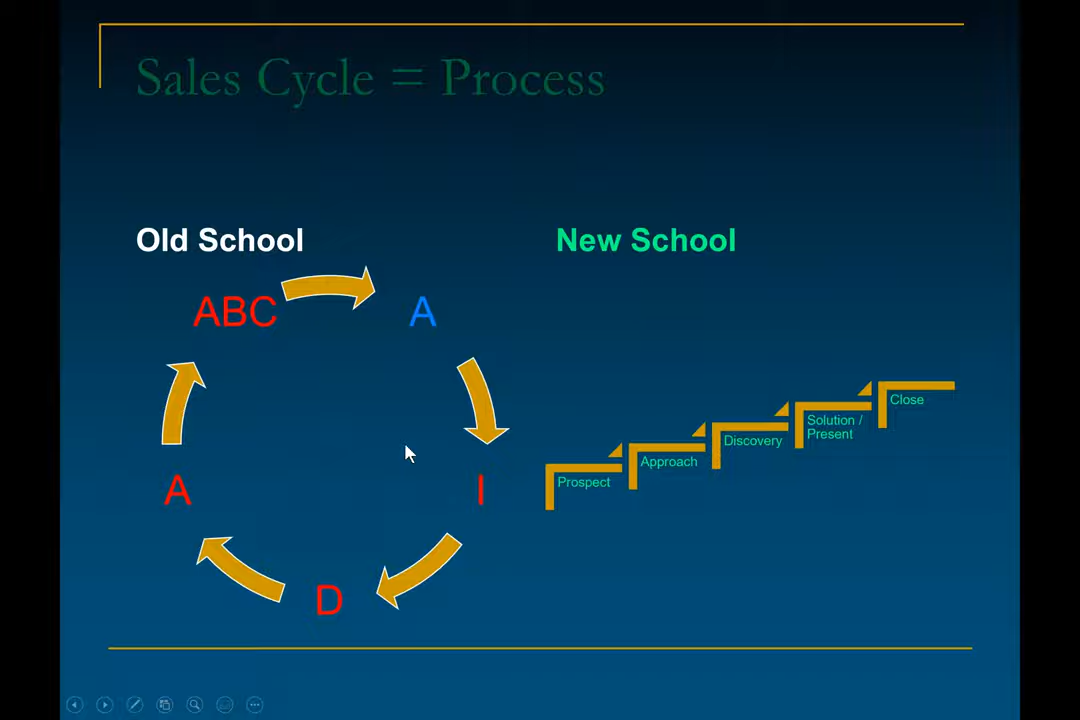 Sales Cycle = Process
Old School
ABC
A
I
D
A
New School
Prospect
Approach
Discovery
Solution /
Present
Close